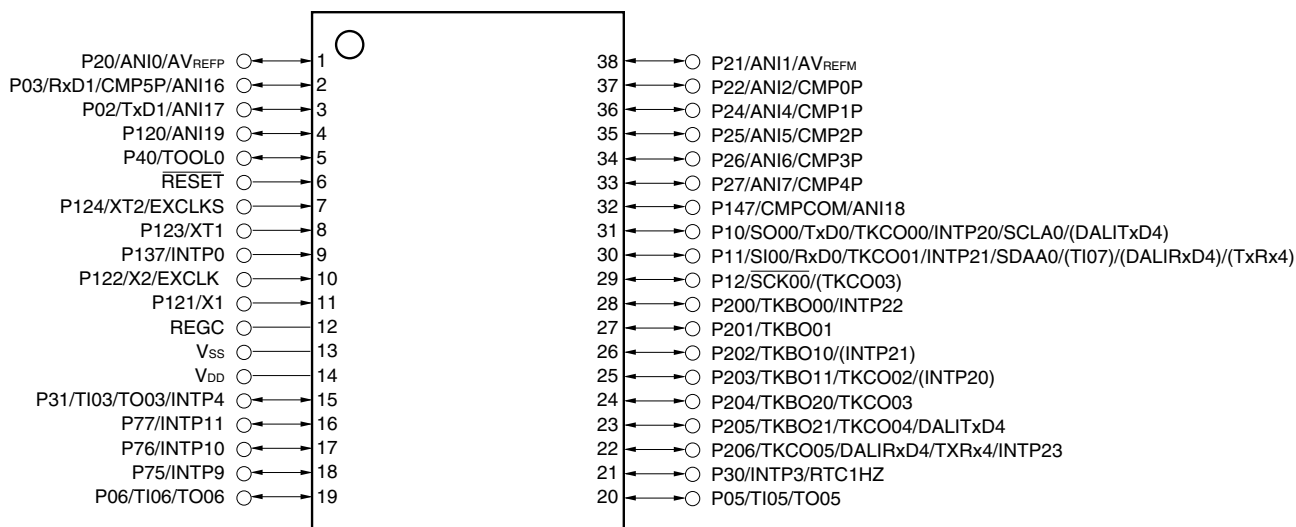 P20/ANI0/AVREFP 1 38 P21/ANI1/AVREFM
P03/RxD1/CMP5P/ANI16 2 37 P22/ANI2/CMP0P
P02/TxD1/ANI17 3 36 P24/ANI4/CMP1P
P120/ANI19 4 35 P25/ANI5/CMP2P
P40/TOOL0 5 34 P26/ANI6/CMP3P
RESET 6 33 P27/ANI7/CMP4P
P124/XT2/EXCLKS 7 32 P147/CMPCOM/ANI18
P123/XT1 8 31 P10/SO00/TxD0/TKCO00/INTP20/SCLA0/(DALITxD4)
P137/INTP0 9 30 P11/SI00/RxD0/TKCO01/INTP21/SDAA0/(TI07)/(DALIRxD4)/(TxRx4)
P122/X2/EXCLK 10 29 P12/SCK00/(TKCO03)
P121/X1 11 28 P200/TKBO00/INTP22
REGC 12 27 P201/TKBO01
VSS 13 26 P202/TKBO10/(INTP21)
VDD 14 25 P203/TKBO11/TKCO02/(INTP20)
P31/TI03/TO03/INTP4 15 24 P204/TKBO20/TKCO03
P77/INTP11 16 23 P205/TKBO21/TKCO04/DALITxD4
P76/INTP10 17 22 P206/TKCO05/DALIRxD4/TXRx4/INTP23
P75/INTP9 18 21 P30/INTP3/RTC1HZ
P06/TI06/TO06 19 20 P05/TI05/TO05